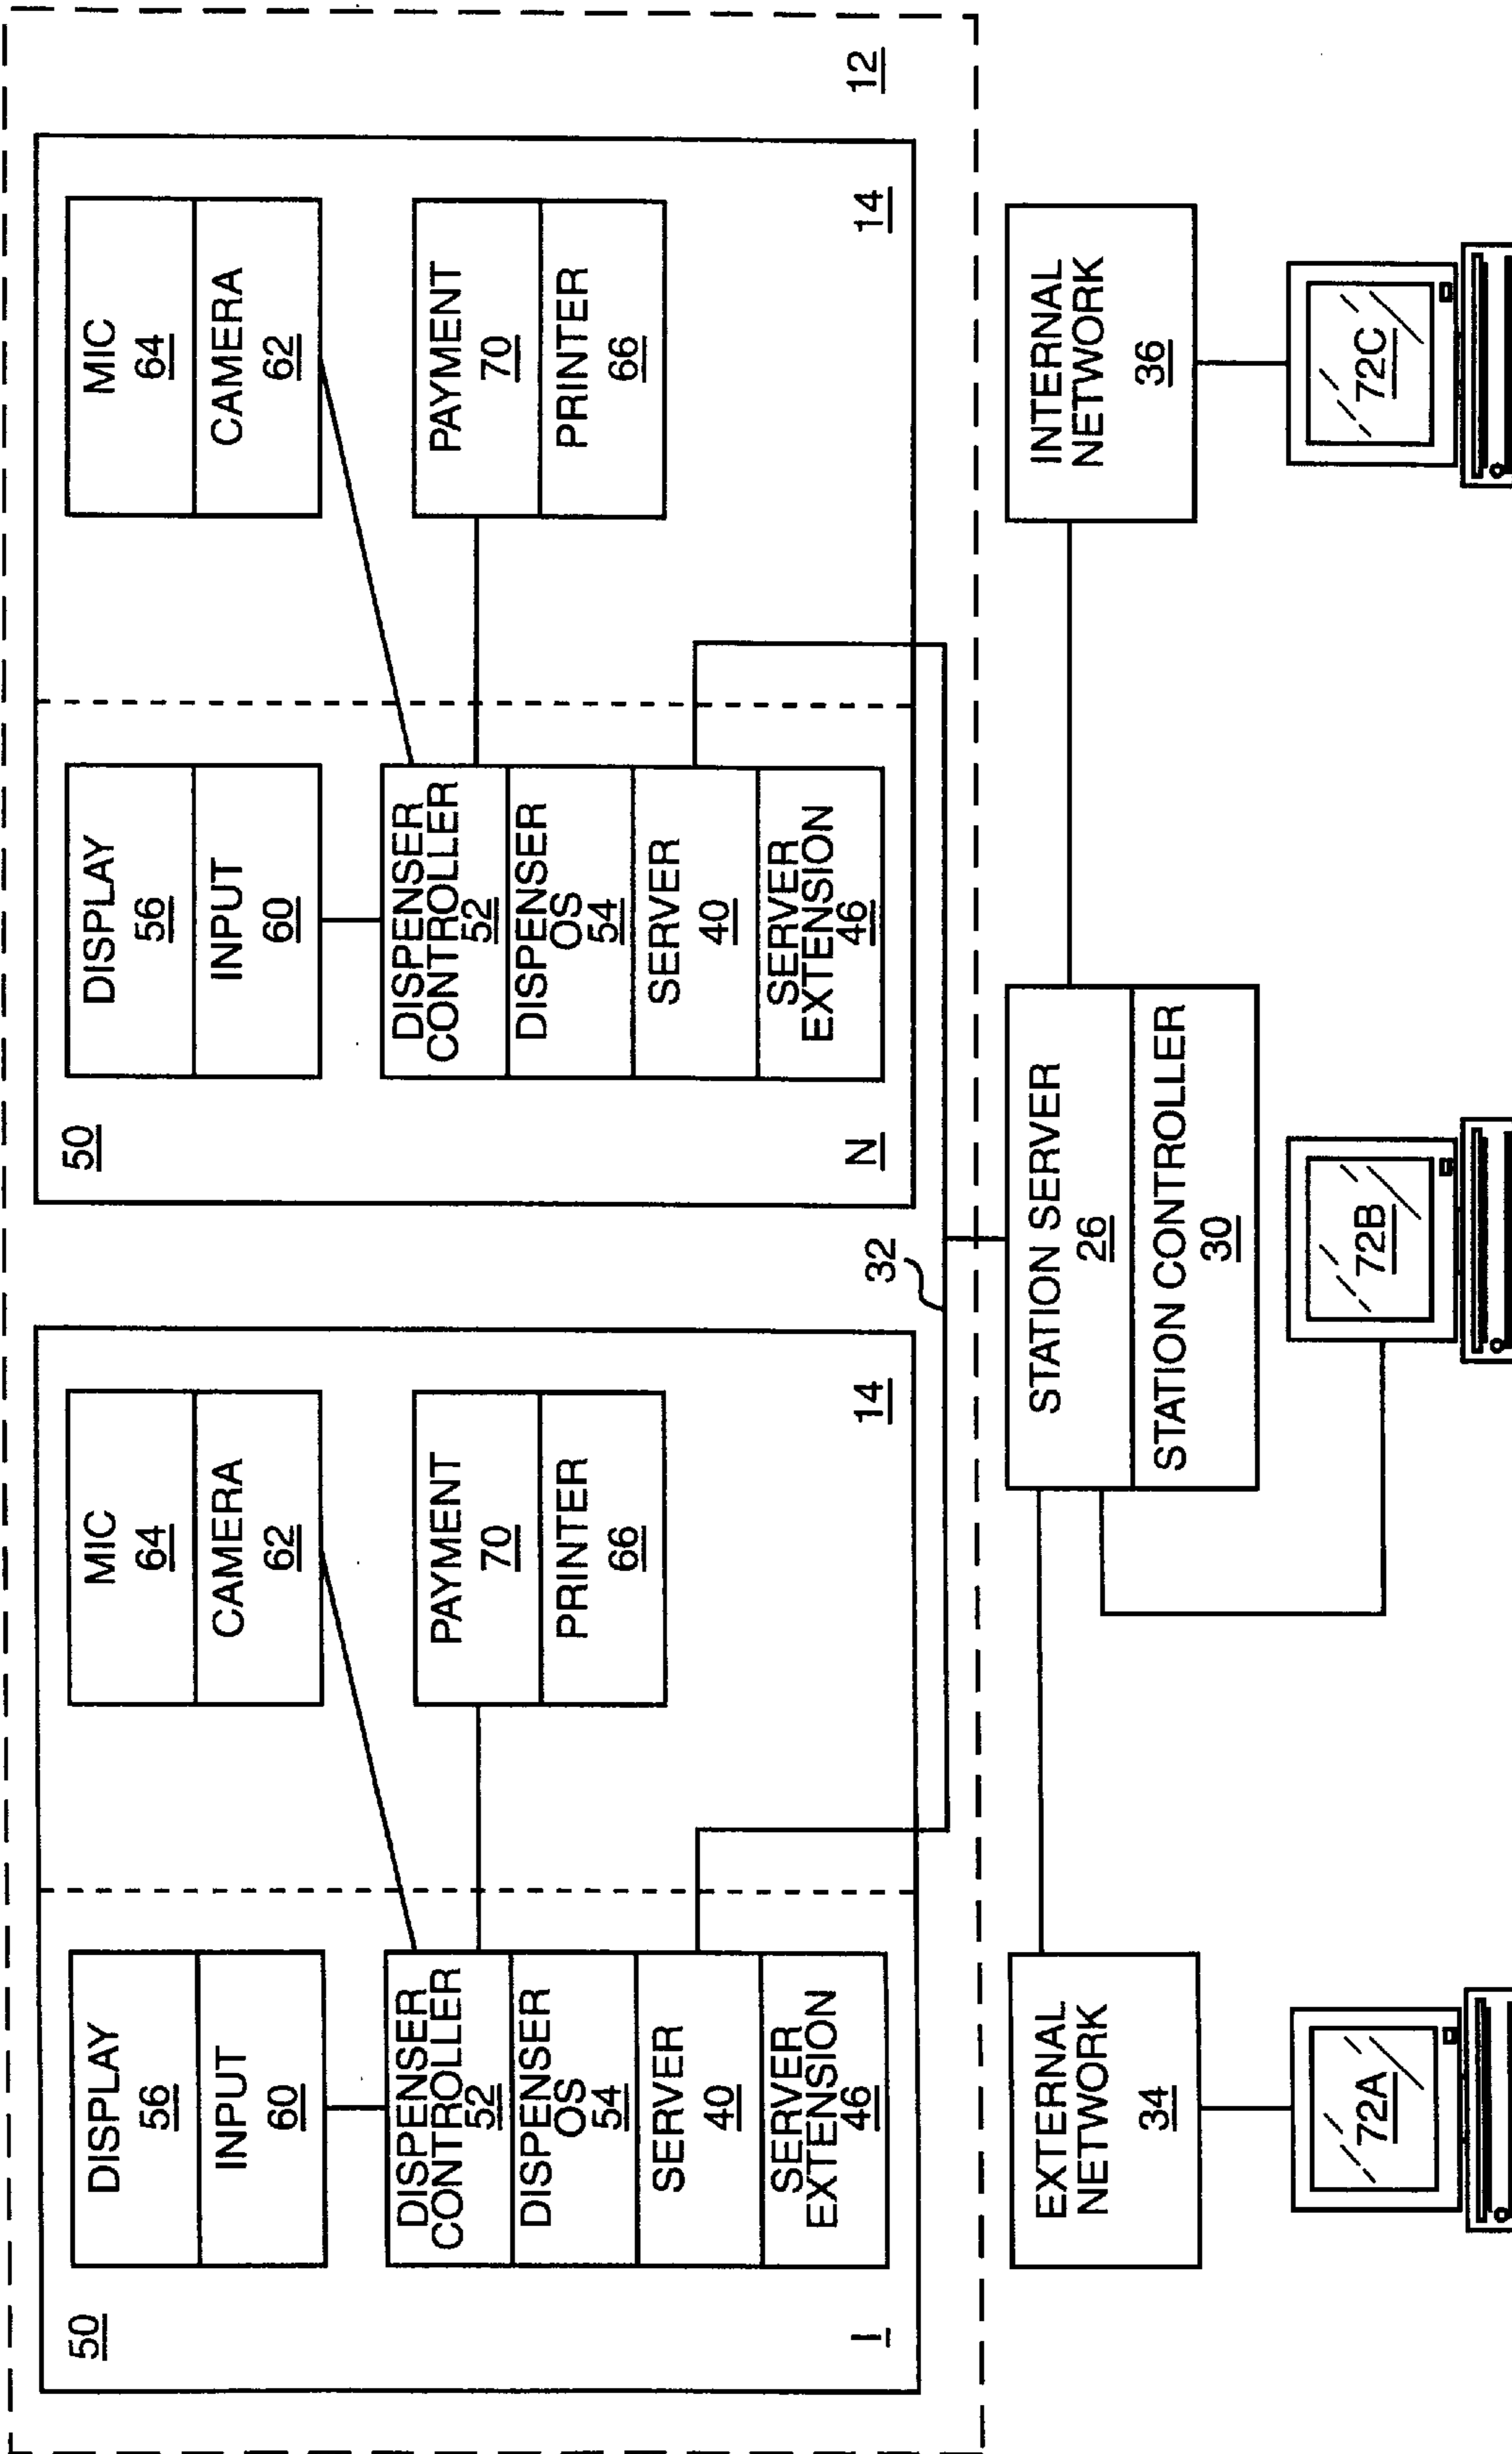 12
50
DISPLAY
56
INPUT
60
DISPENSER
CONTROLLER
52
DISPENSER
OS
54
SERVER
40
SERVER
EXTENSION
46
I
MIC
64
CAMERA
62
PAYMENT
70
PRINTER
66
14
50
DISPLAY
56
INPUT
60
DISPENSER
CONTROLLER
52
DISPENSER
OS
54
SERVER
40
SERVER
EXTENSION
46
N
MIC
64
CAMERA
62
PAYMENT
70
PRINTER
66
14
32
EXTERNAL
NETWORK
34
STATION SERVER
26
STATION CONTROLLER
30
INTERNAL
NETWORK
36
72A
72B
72C